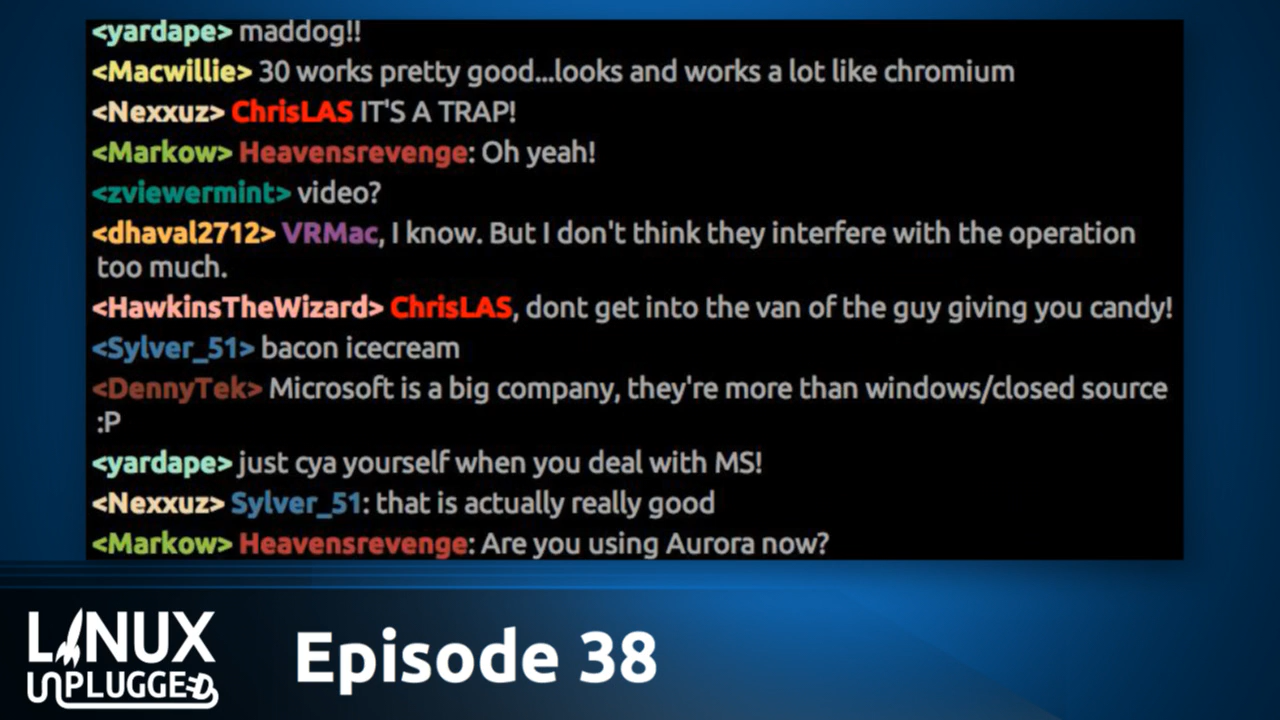 <yardape> maddog!!
<Macwillie> 30 works pretty good...looks and works a lot like chromium
<Nexxuz> ChrisLAS IT'S A TRAP!
<Markow> Heavensrevenge: Oh yeah!
<zviewermint> video?
<dhaval2712> VRMac, I know. But I don't think they interfere with the operation
too much.
<HawkinsTheWizard> ChrisLAS, dont get into the van of the guy giving you candy!
<Sylver_51> bacon icecream
<DennyTek> Microsoft is a big company, they're more than windows/closed source
:P
<yardape> just cya yourself when you deal with MS!
<Nexxuz> Sylver_51: that is actually really good
<Markow> Heavensrevenge: Are you using Aurora now?
LINUX
UNPLUGGED
Episode 38